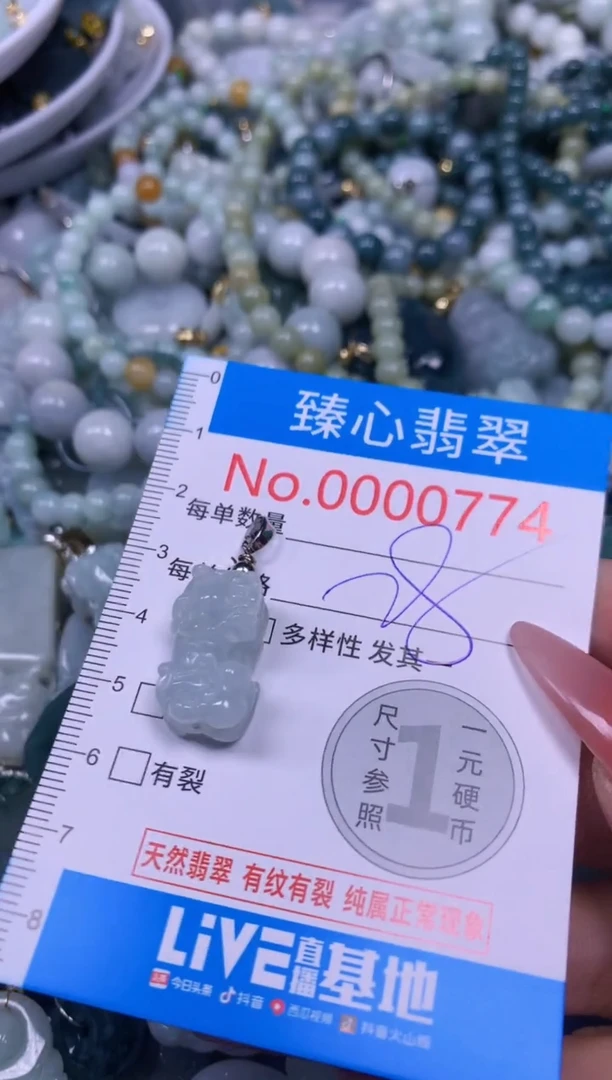 臻心翡翠
No.0000774
每单数量
28
多样性 发其
有裂
尺寸参照
1
一元硬币
天然翡翠 有纹有裂 纯属正常现象
LiVE直播基地
今日头条 抖音 西瓜视频 抖音火山版
0
1
2
3
4
5
6
7
8